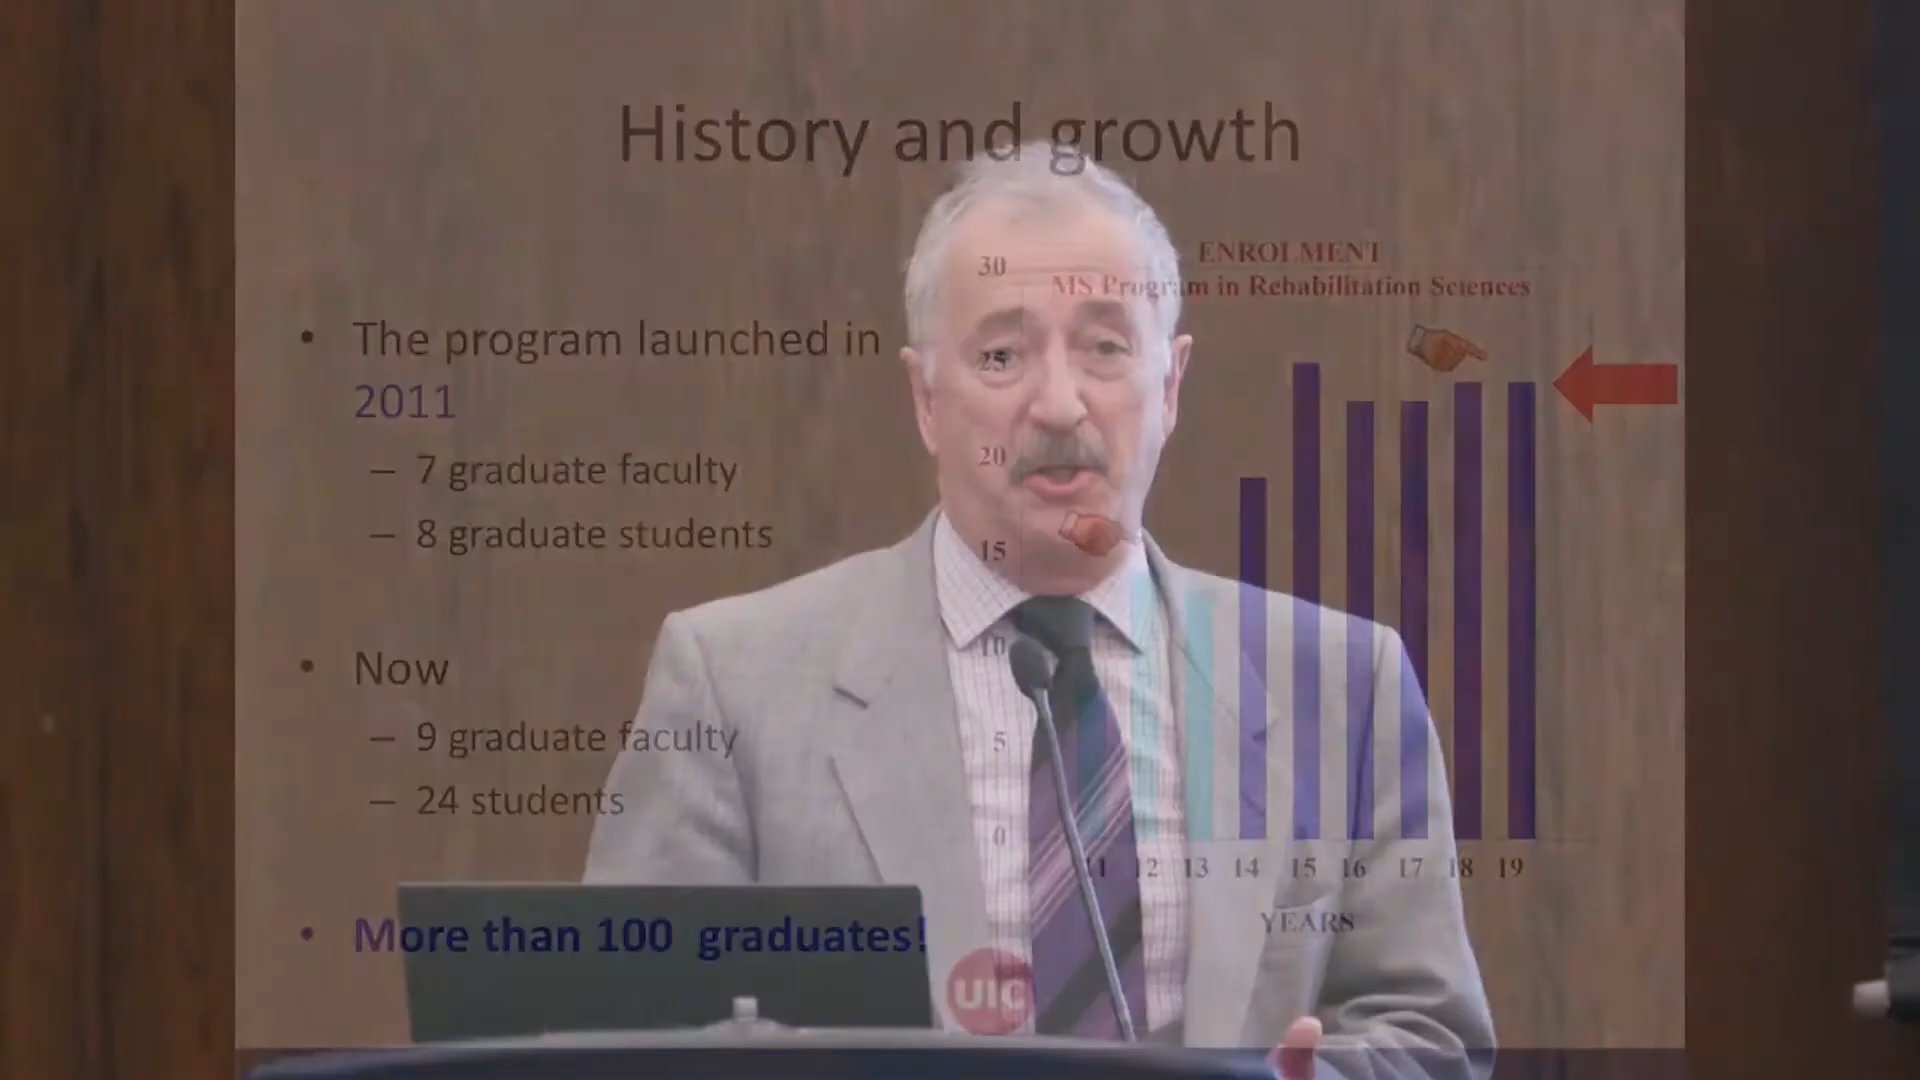 History and growth
• The program launched in
2011
– 7 graduate faculty
– 8 graduate students
• Now
– 9 graduate faculty
– 24 students
• More than 100 graduates!
ENROLMENT
MS Program in Rehabilitation Sciences
30
25
20
15
10
5
0
11 12 13 14 15 16 17 18 19
YEARS
UIC